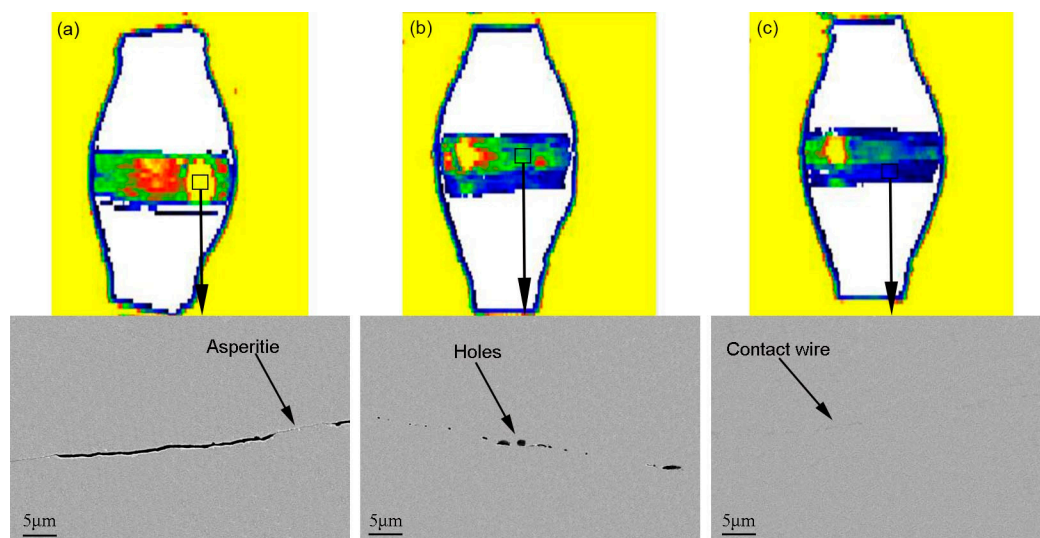 (a)
(b)
(c)
Asperitie
Holes
Contact wire
5μm
5μm
5μm